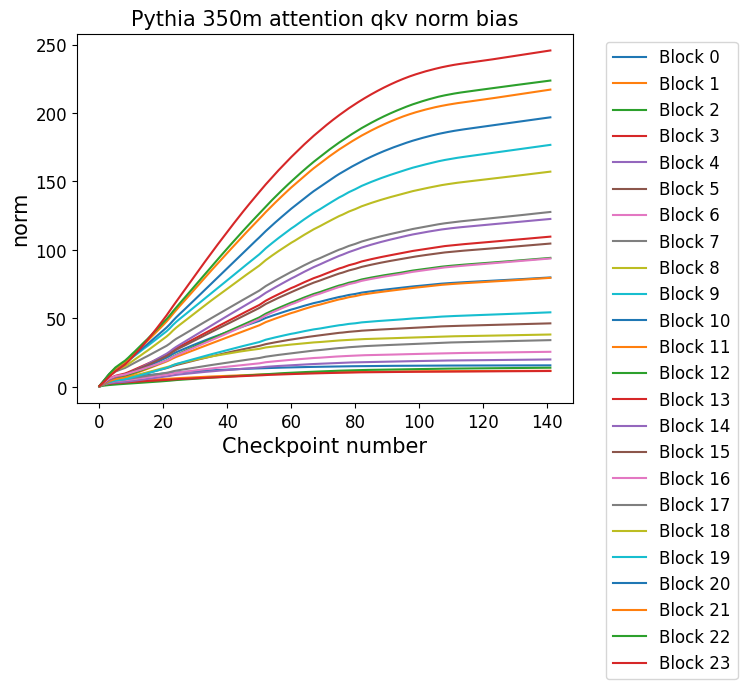 Pythia 350m attention qkv norm bias
250
200
150
100
50
0
norm
0 20 40 60 80 100 120 140
Checkpoint number
Block 0
Block 1
Block 2
Block 3
Block 4
Block 5
Block 6
Block 7
Block 8
Block 9
Block 10
Block 11
Block 12
Block 13
Block 14
Block 15
Block 16
Block 17
Block 18
Block 19
Block 20
Block 21
Block 22
Block 23